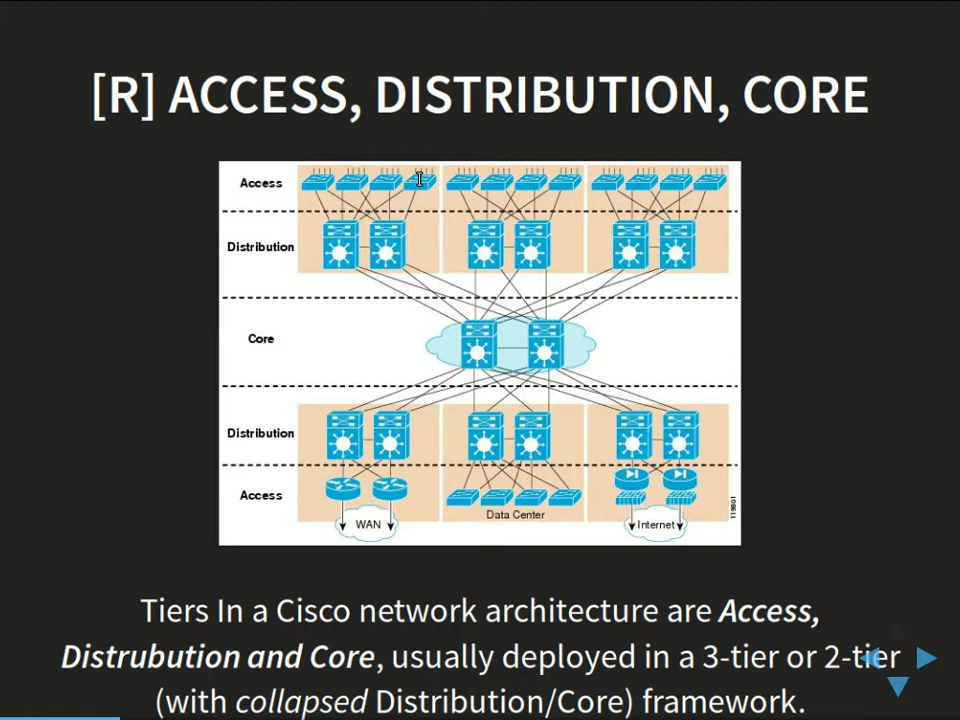 [R] ACCESS, DISTRIBUTION, CORE
Access
Distribution
Core
Distribution
Access
WAN
Data Center
Internet
119801
Tiers In a Cisco network architecture are Access,
Distrubution and Core, usually deployed in a 3-tier or 2-tier
(with collapsed Distribution/Core) framework.